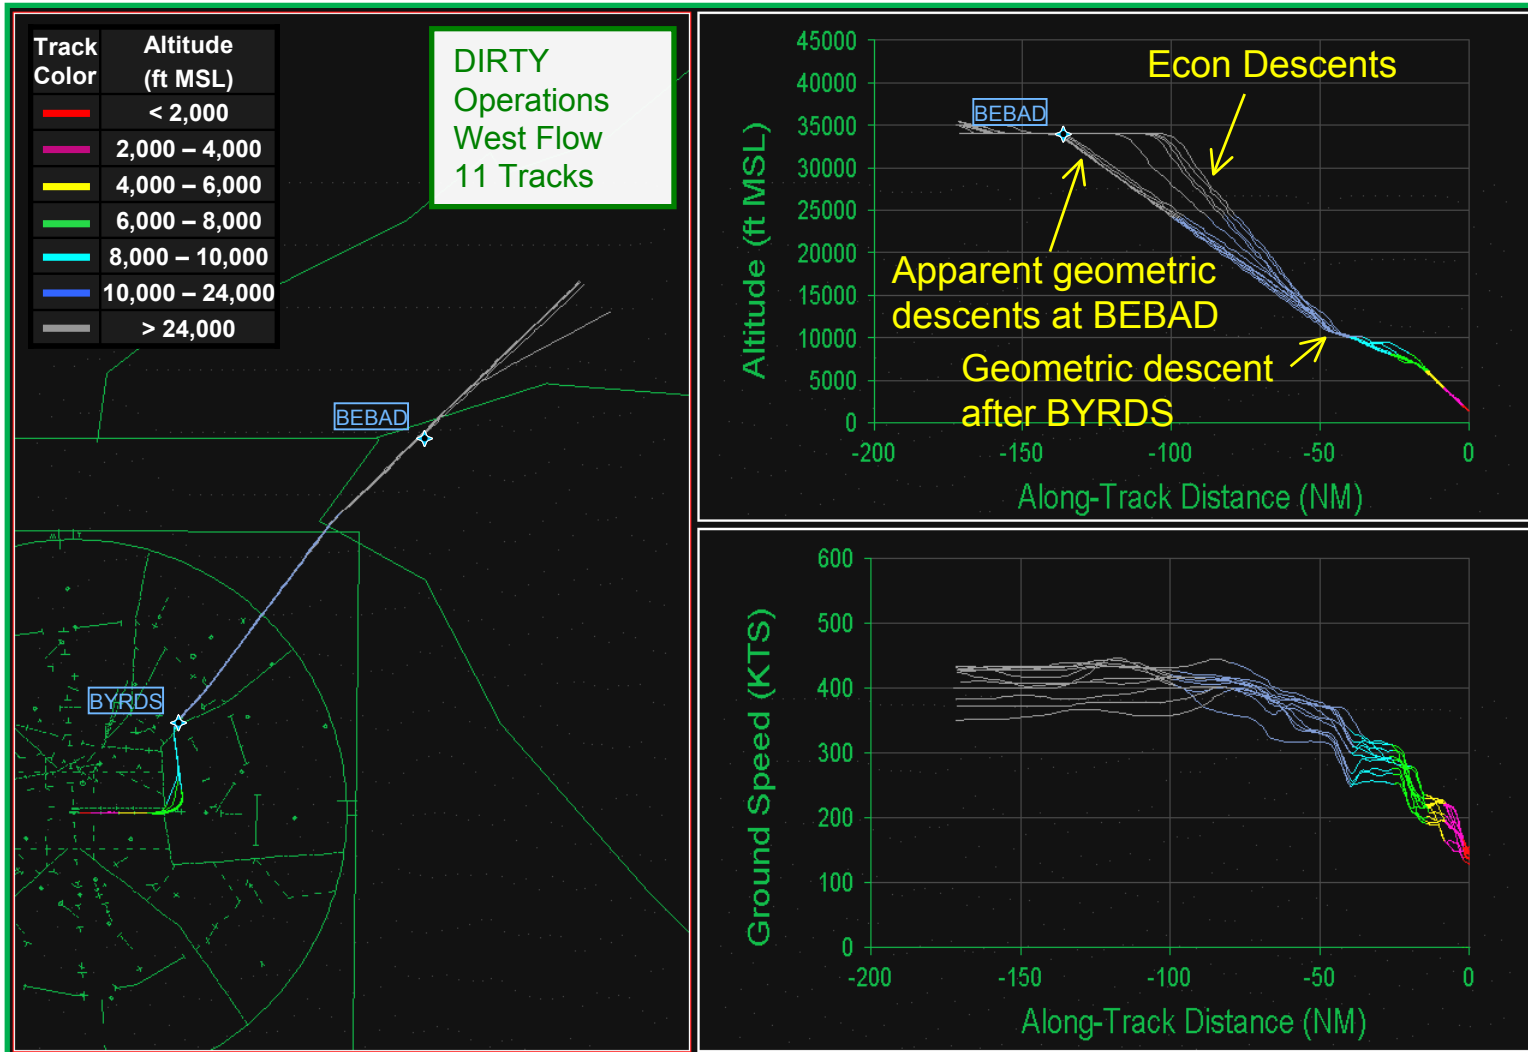 Track Color
Altitude (ft MSL)
< 2,000
2,000 – 4,000
4,000 – 6,000
6,000 – 8,000
8,000 – 10,000
10,000 – 24,000
> 24,000
DIRTY
Operations
West Flow
11 Tracks
BEBAD
BYRDS
45000
40000
35000
30000
25000
20000
15000
10000
5000
0
Altitude (ft MSL)
BEBAD
Econ Descents
Apparent geometric
descents at BEBAD
Geometric descent
after BYRDS
-200
-150
-100
-50
0
Along-Track Distance (NM)
600
500
400
300
200
100
0
Ground Speed (KTS)
-200
-150
-100
-50
0
Along-Track Distance (NM)